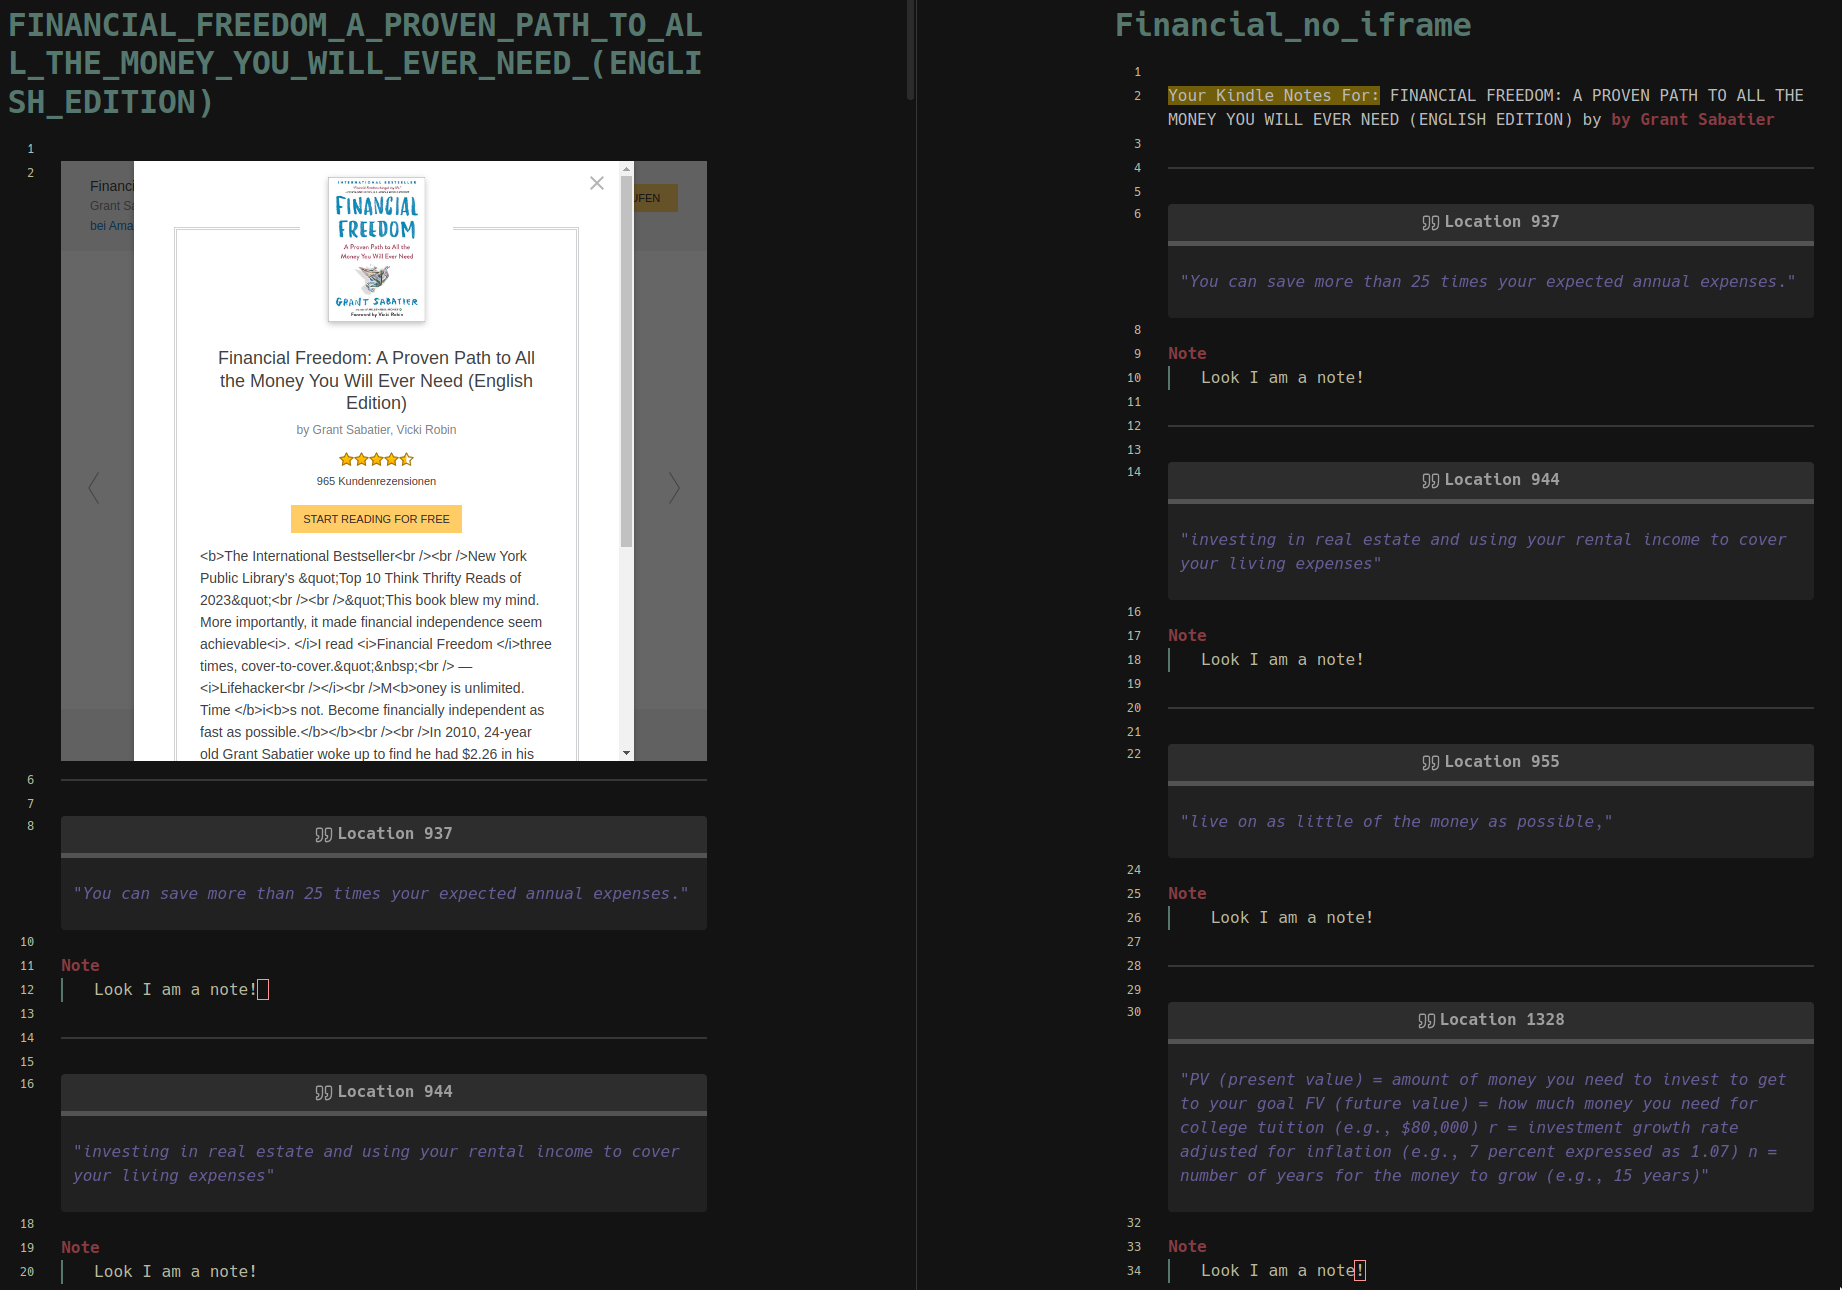 FINANCIAL_FREEDOM_A_PROVEN_PATH_TO_AL
L_THE_MONEY_YOU_WILL_EVER_NEED_(ENGLI
SH_EDITION)
1
2
Financi
Grant Sa
bei Ama
UFEN
INTERNATIONAL BESTSELLER
FINANCIAL
FREEDOM
A Proven Path to All the
Money You Will Ever Need
GRANT SABATIER
Foreword by Vicki Robin
Financial Freedom: A Proven Path to All
the Money You Will Ever Need (English
Edition)
by Grant Sabatier, Vicki Robin
965 Kundenrezensionen
START READING FOR FREE
<b>The International Bestseller<br /><br />New York
Public Library's &quot;Top 10 Think Thrifty Reads of
2023&quot;<br /><br />&quot;This book blew my mind.
More importantly, it made financial independence seem
achievable<i>. </i>I read <i>Financial Freedom </i>three
times, cover-to-cover.&quot;&nbsp;<br /> —
<i>Lifehacker<br /></i><br />M<b>oney is unlimited.
Time </b>i<b>s not. Become financially independent as
fast as possible.</b></b><br /><br />In 2010, 24-year
old Grant Sabatier woke up to find he had $2.26 in his
6
7
8 Location 937
"You can save more than 25 times your expected annual expenses."
10
11 Note
12 Look I am a note!
13
14
15
16 Location 944
"investing in real estate and using your rental income to cover
your living expenses"
18
19 Note
20 Look I am a note!
Financial_no_iframe
1
2 Your Kindle Notes For: FINANCIAL FREEDOM: A PROVEN PATH TO ALL THE
MONEY YOU WILL EVER NEED (ENGLISH EDITION) by by Grant Sabatier
3
4
5
6 Location 937
"You can save more than 25 times your expected annual expenses."
8
9 Note
10 Look I am a note!
11
12
13
14 Location 944
"investing in real estate and using your rental income to cover
your living expenses"
16
17 Note
18 Look I am a note!
19
20
21
22 Location 955
"live on as little of the money as possible,"
24
25 Note
26 Look I am a note!
27
28
29
30 Location 1328
"PV (present value) = amount of money you need to invest to get
to your goal FV (future value) = how much money you need for
college tuition (e.g., $80,000) r = investment growth rate
adjusted for inflation (e.g., 7 percent expressed as 1.07) n =
number of years for the money to grow (e.g., 15 years)"
32
33 Note
34 Look I am a note!